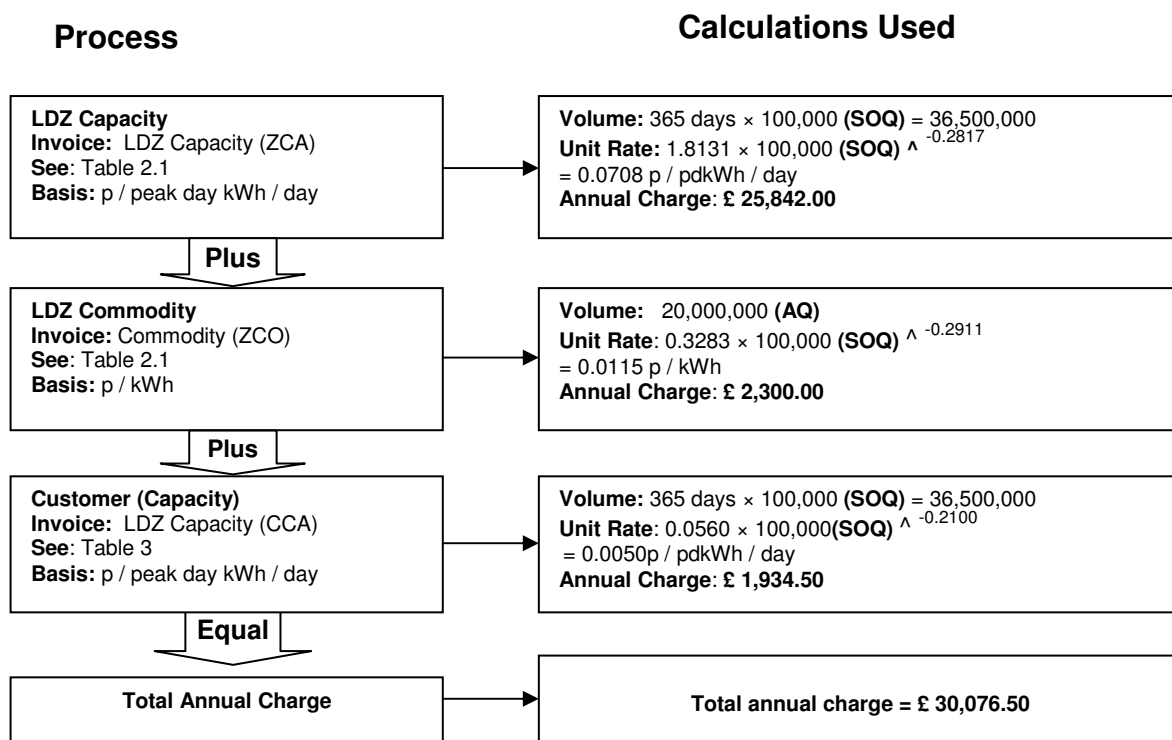 Process
Calculations Used
LDZ Capacity
Invoice: LDZ Capacity (ZCA)
See: Table 2.1
Basis: p / peak day kWh / day
Volume: 365 days × 100,000 (SOQ) = 36,500,000
Unit Rate: 1.8131 × 100,000 (SOQ) ^ -0.2817
= 0.0708 p / pdkWh / day
Annual Charge: £ 25,842.00
Plus
LDZ Commodity
Invoice: Commodity (ZCO)
See: Table 2.1
Basis: p / kWh
Volume: 20,000,000 (AQ)
Unit Rate: 0.3283 × 100,000 (SOQ) ^ -0.2911
= 0.0115 p / kWh
Annual Charge: £ 2,300.00
Plus
Customer (Capacity)
Invoice: LDZ Capacity (CCA)
See: Table 3
Basis: p / peak day kWh / day
Volume: 365 days × 100,000 (SOQ) = 36,500,000
Unit Rate: 0.0560 × 100,000(SOQ) ^ -0.2100
= 0.0050p / pdkWh / day
Annual Charge: £ 1,934.50
Equal
Total Annual Charge
Total annual charge = £ 30,076.50